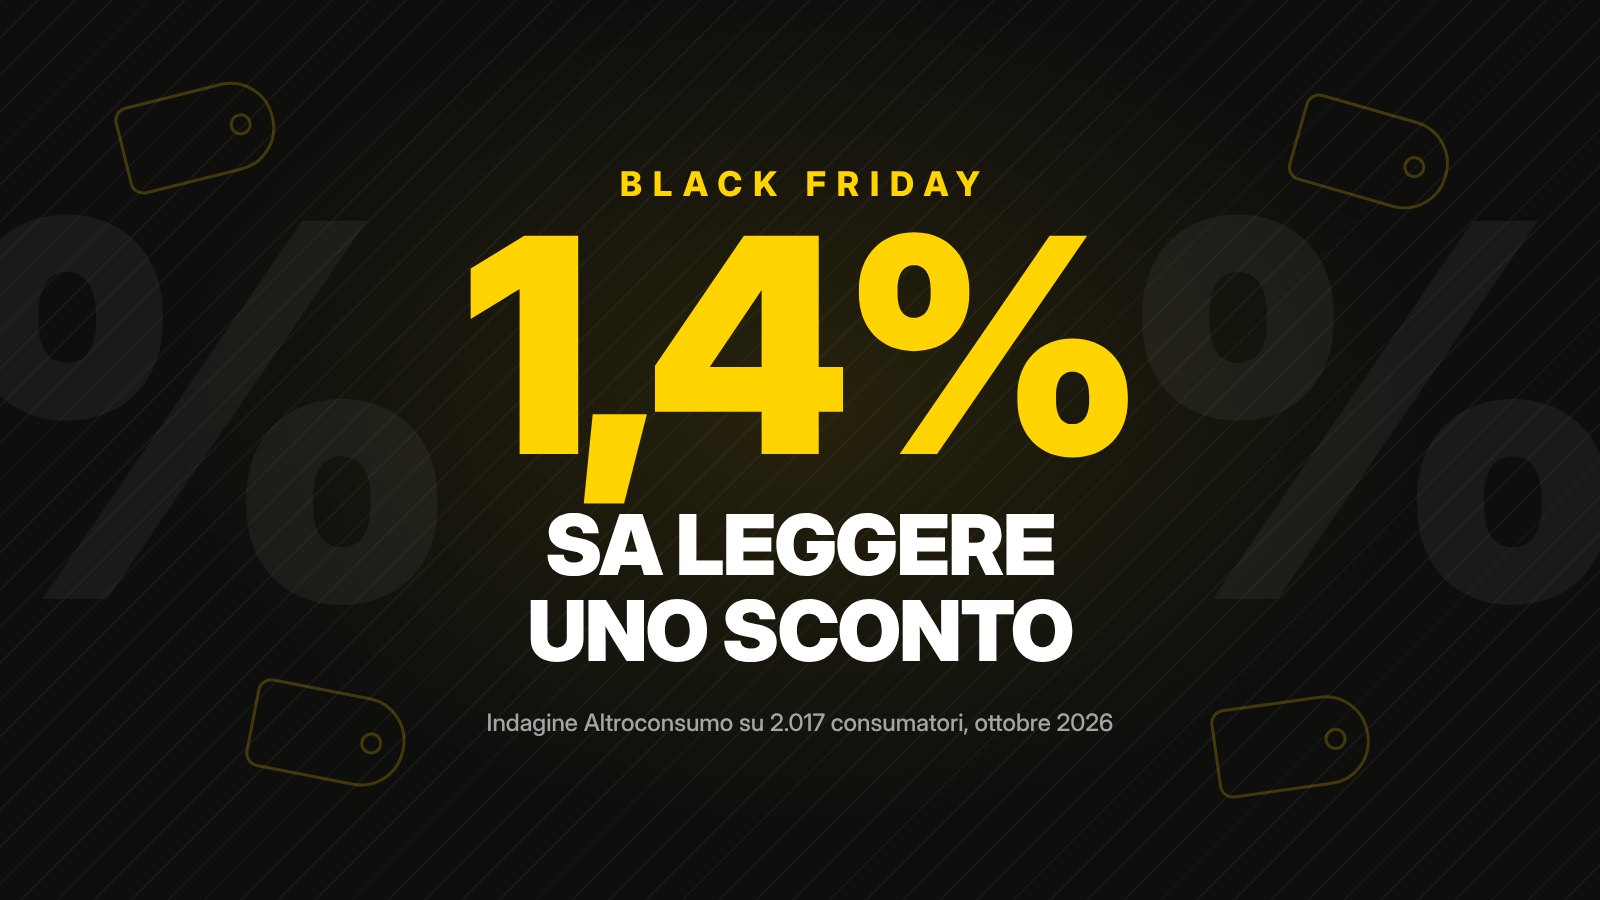 BLACK FRIDAY
1,4%
SA LEGGERE
UNO SCONTO
Indagine Altroconsumo su 2.017 consumatori, ottobre 2026
% %